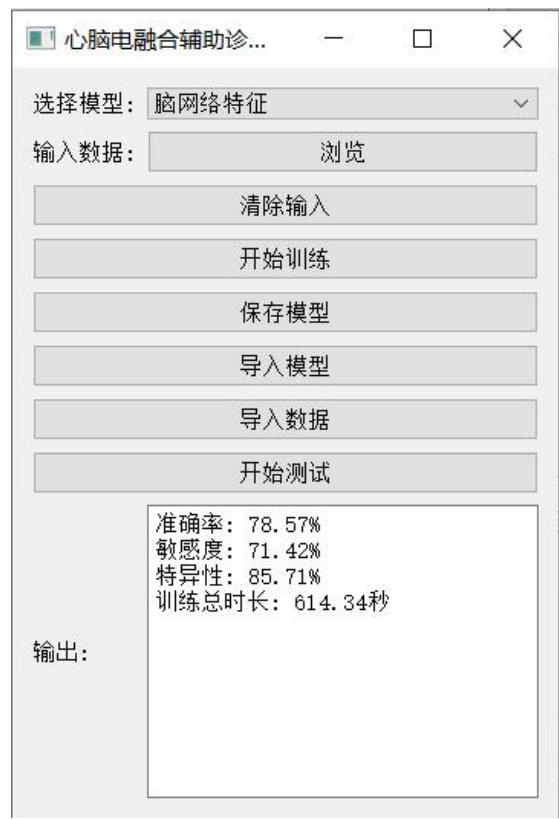 心脑电融合辅助诊...
选择模型: 脑网络特征
输入数据: 浏览
清除输入
开始训练
保存模型
导入模型
导入数据
开始测试
准确率: 78.57%
敏感度: 71.42%
特异性: 85.71%
训练总时长: 614.34秒
输出: